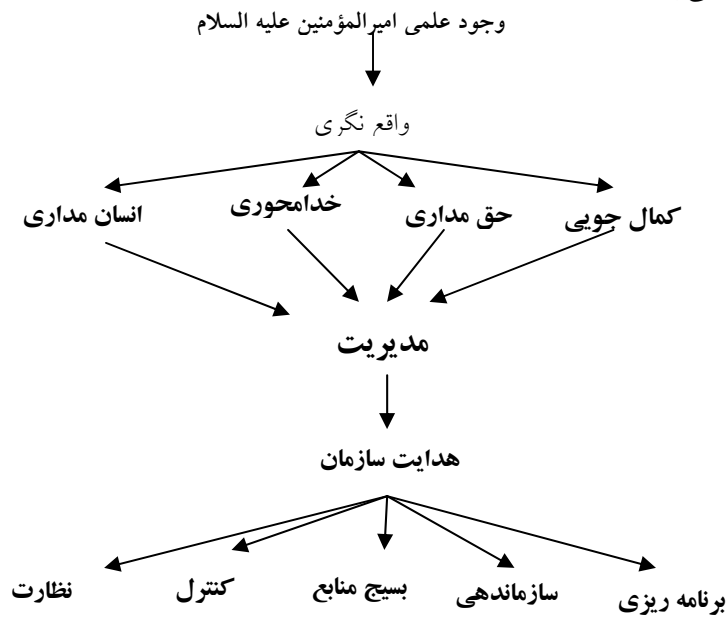 وجود علمی امیرالمؤمنین علیه السلام
واقع نگری
کمال جویی حق مداری خدامحوری انسان مداری
مدیریت
هدایت سازمان
برنامه ریزی سازماندهی بسیج منابع کنترل نظارت